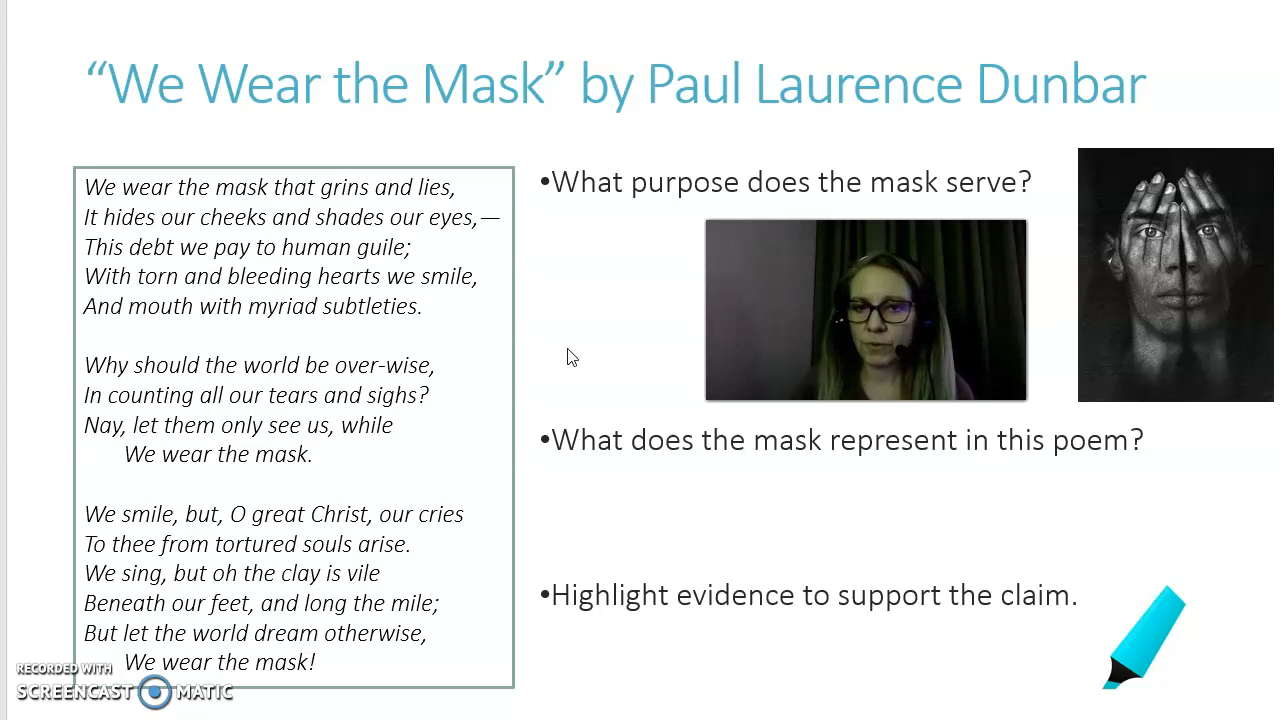 “We Wear the Mask” by Paul Laurence Dunbar
We wear the mask that grins and lies,
It hides our cheeks and shades our eyes,—
This debt we pay to human guile;
With torn and bleeding hearts we smile,
And mouth with myriad subtleties.
Why should the world be over-wise,
In counting all our tears and sighs?
Nay, let them only see us, while
We wear the mask.
We smile, but, O great Christ, our cries
To thee from tortured souls arise.
We sing, but oh the clay is vile
Beneath our feet, and long the mile;
But let the world dream otherwise,
We wear the mask!
•What purpose does the mask serve?
•What does the mask represent in this poem?
•Highlight evidence to support the claim.
RECORDED WITH
SCREENCAST MATIC